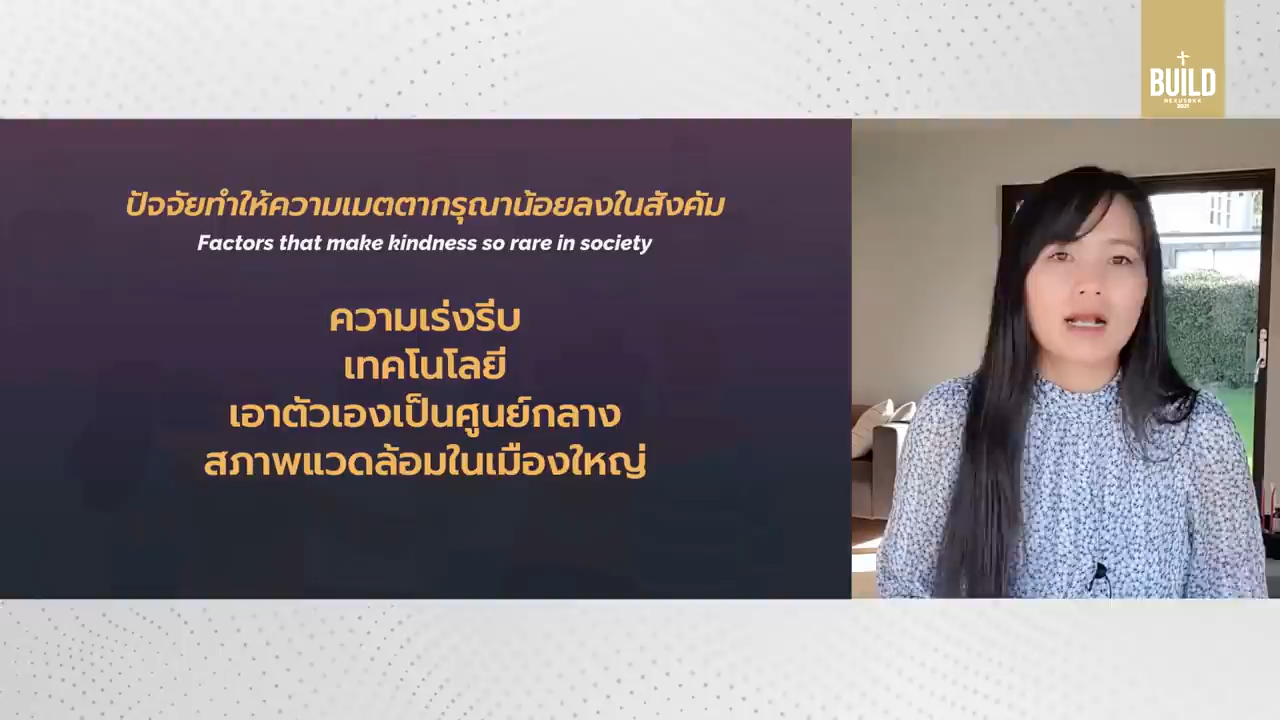 ปัจจัยทำให้ความเมตตากรุณาน้อยลงในสังคัม
Factors that make kindness so rare in society
ความเร่งรีบ
เทคโนโลยี
เอาตัวเองเป็นศูนย์กลาง
สภาพแวดล้อมในเมืองใหญ่
BUILD
NEXUSBKK
2021